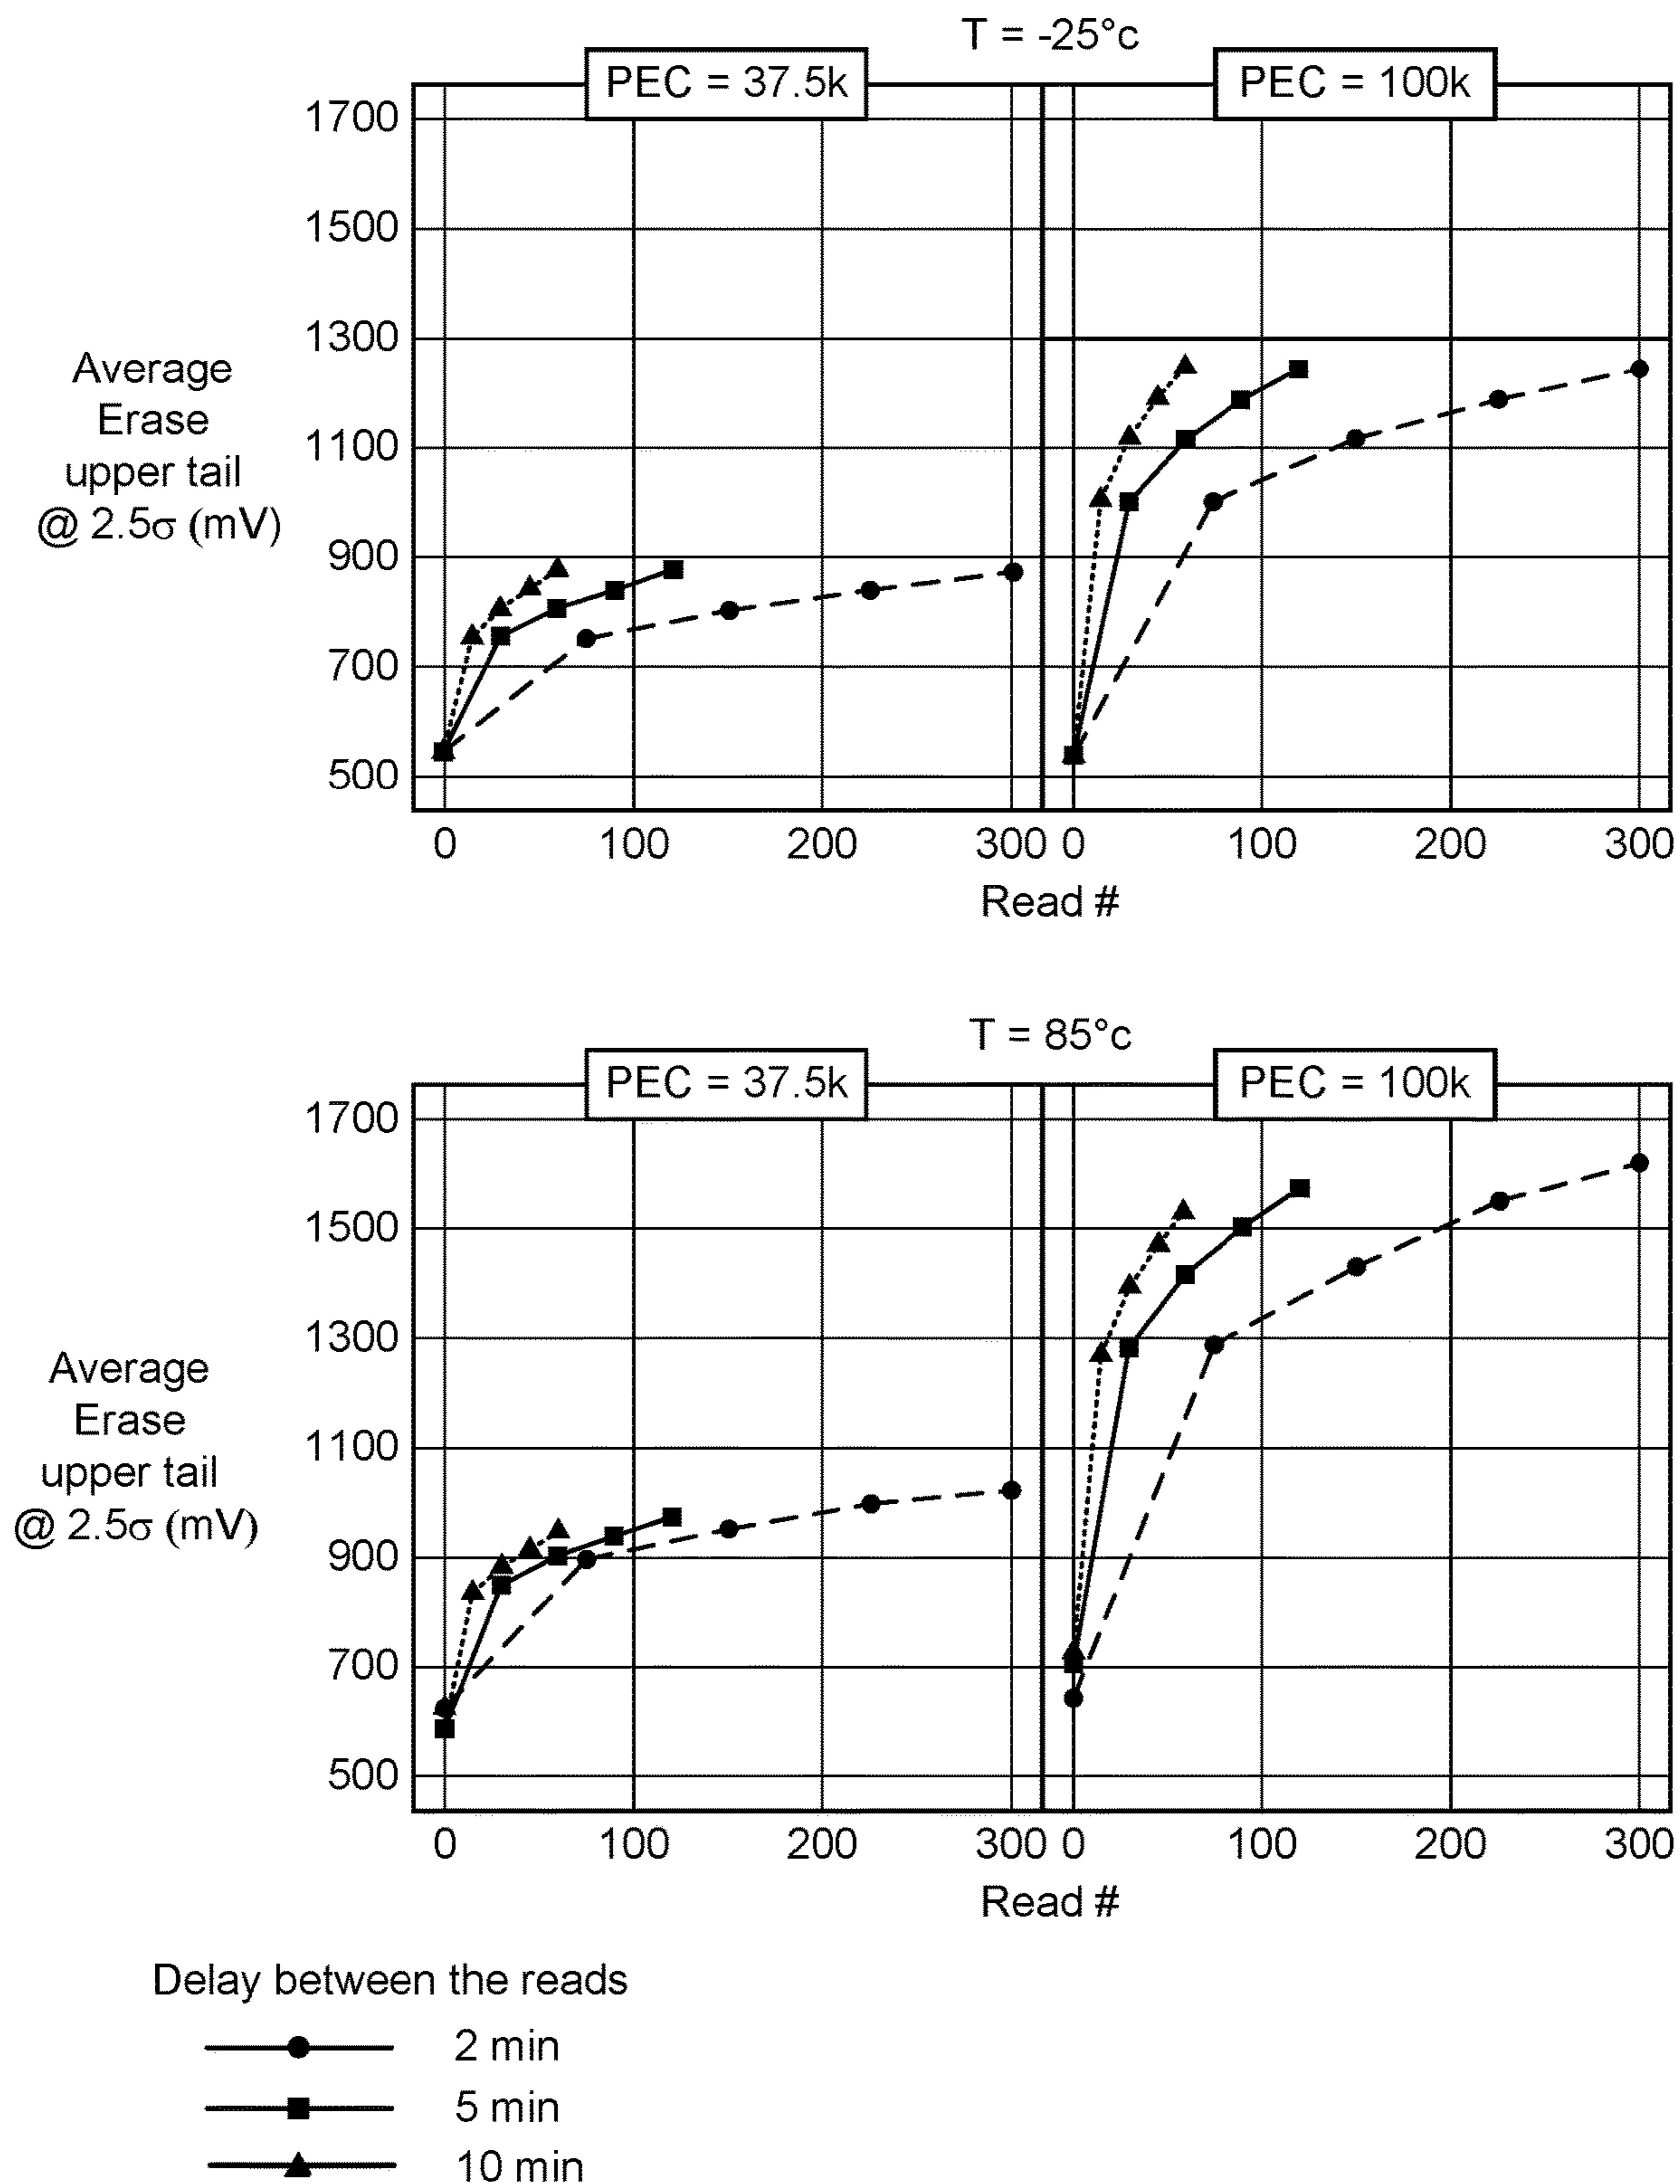 T = -25°c
PEC = 37.5k
PEC = 100k
1700
1500
1300
1100
900
700
500
Average
Erase
upper tail
@ 2.5σ (mV)
0 100 200 300 0 100 200 300
Read #
T = 85°c
PEC = 37.5k
PEC = 100k
1700
1500
1300
1100
900
700
500
Average
Erase
upper tail
@ 2.5σ (mV)
0 100 200 300 0 100 200 300
Read #
Delay between the reads
2 min
5 min
10 min